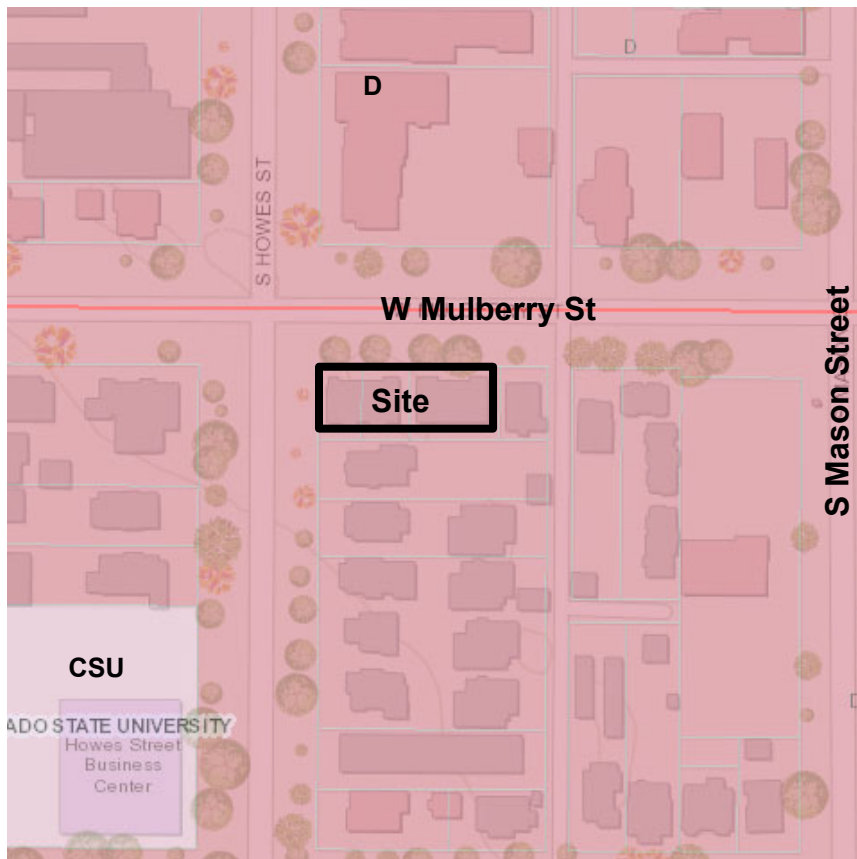 D
D
S HOWES ST
W Mulberry St
S Mason Street
Site
CSU
ADO STATE UNIVERSITY
Howes Street
Business
Center